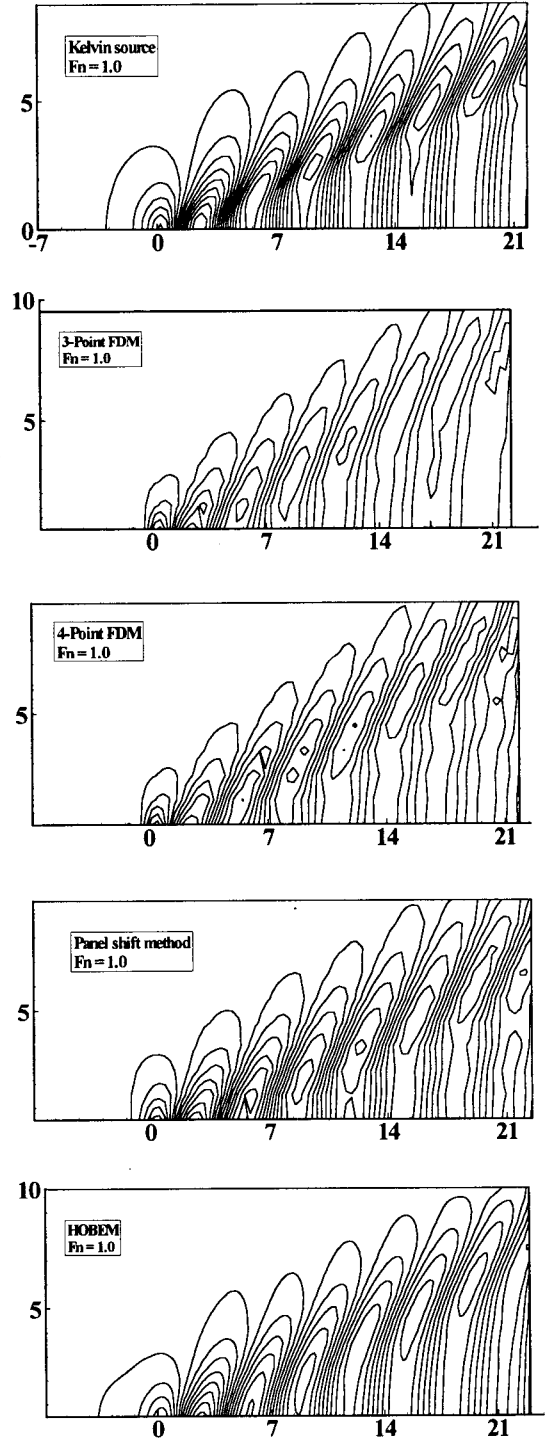 Kelvin source
Fn = 1.0
5
0
-7 0 7 14 21
10
3-Point FDM
Fn = 1.0
5
0 7 14 21
4-Point FDM
Fn = 1.0
5
0 7 14 21
Panel shift method
Fn = 1.0
5
0 7 14 21
10
HOBEM
Fn = 1.0
5
0 7 14 21